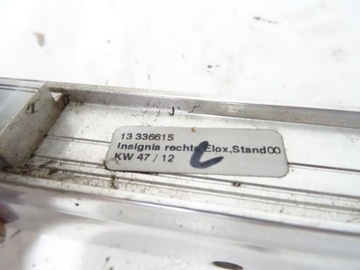 13 336615
Insignia rechts Elox,Stand00
KW 47 / 12
L